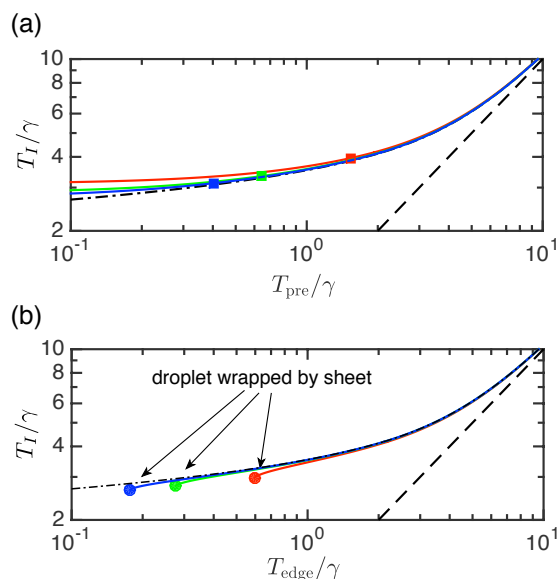 (a)
10
8
6
4
2
T_I/γ
10^-1
10^0
10^1
T_pre/γ
(b)
10
8
6
4
2
T_I/γ
droplet wrapped by sheet
10^-1
10^0
10^1
T_edge/γ